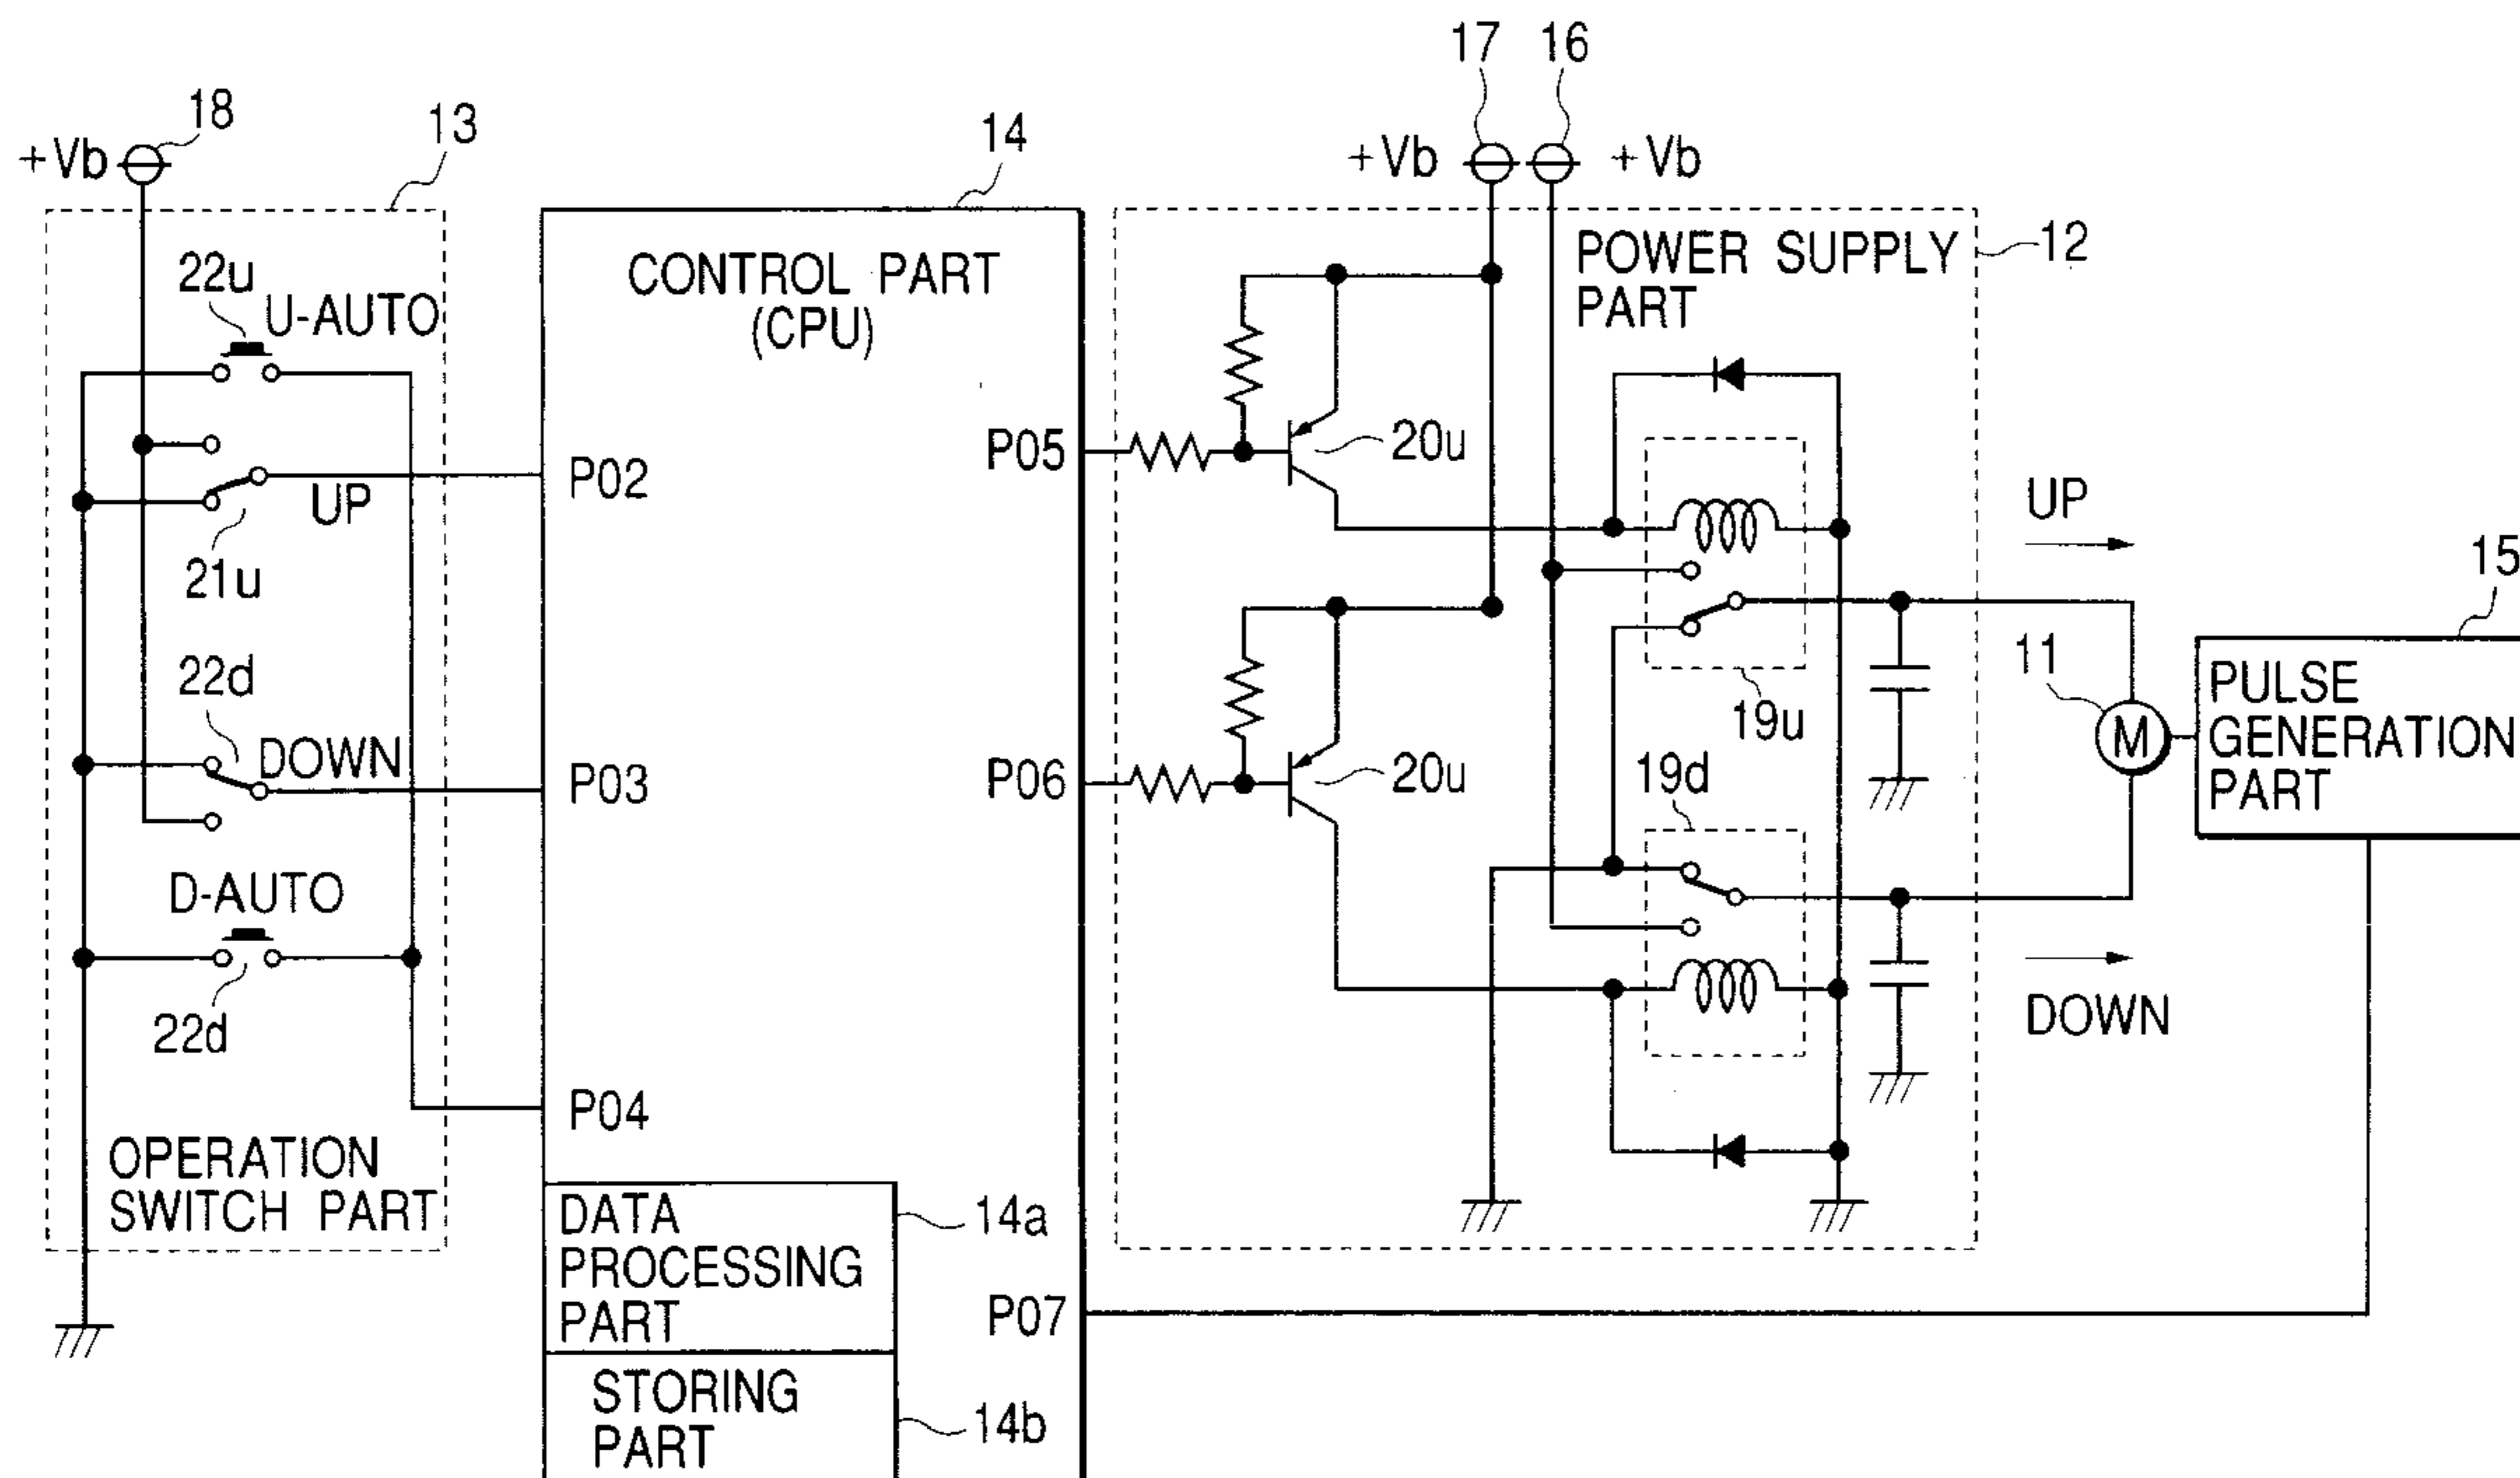 17 16
18
13
14
+Vb
+Vb
+Vb
22u
U-AUTO
CONTROL PART
(CPU)
POWER SUPPLY
PART
12
P05
20u
P02
UP
21u
UP
15
22d
DOWN
P03
P06
20u
19u
19d
11
M
PULSE
GENERATION
PART
D-AUTO
22d
DOWN
P04
OPERATION
SWITCH PART
DATA
PROCESSING
PART
14a
P07
STORING
PART
14b